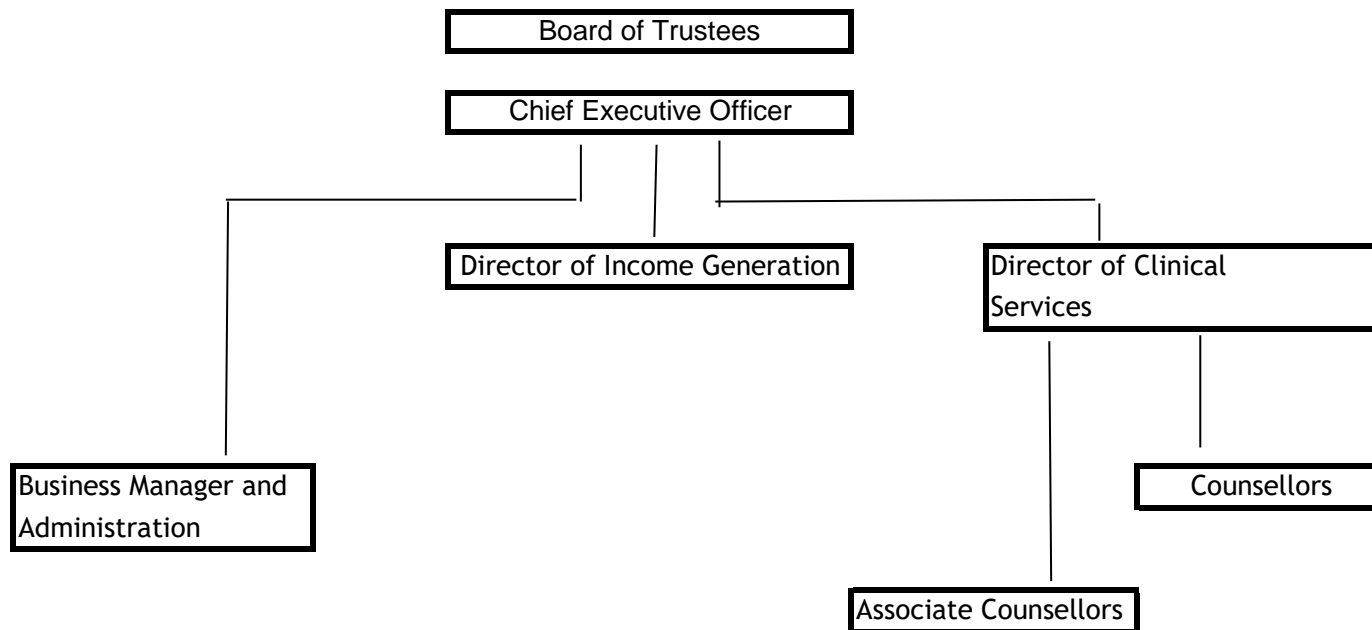 Board of Trustees
Chief Executive Officer
Director of Income Generation
Director of Clinical
Services
Business Manager and
Administration
Counsellors
Associate Counsellors